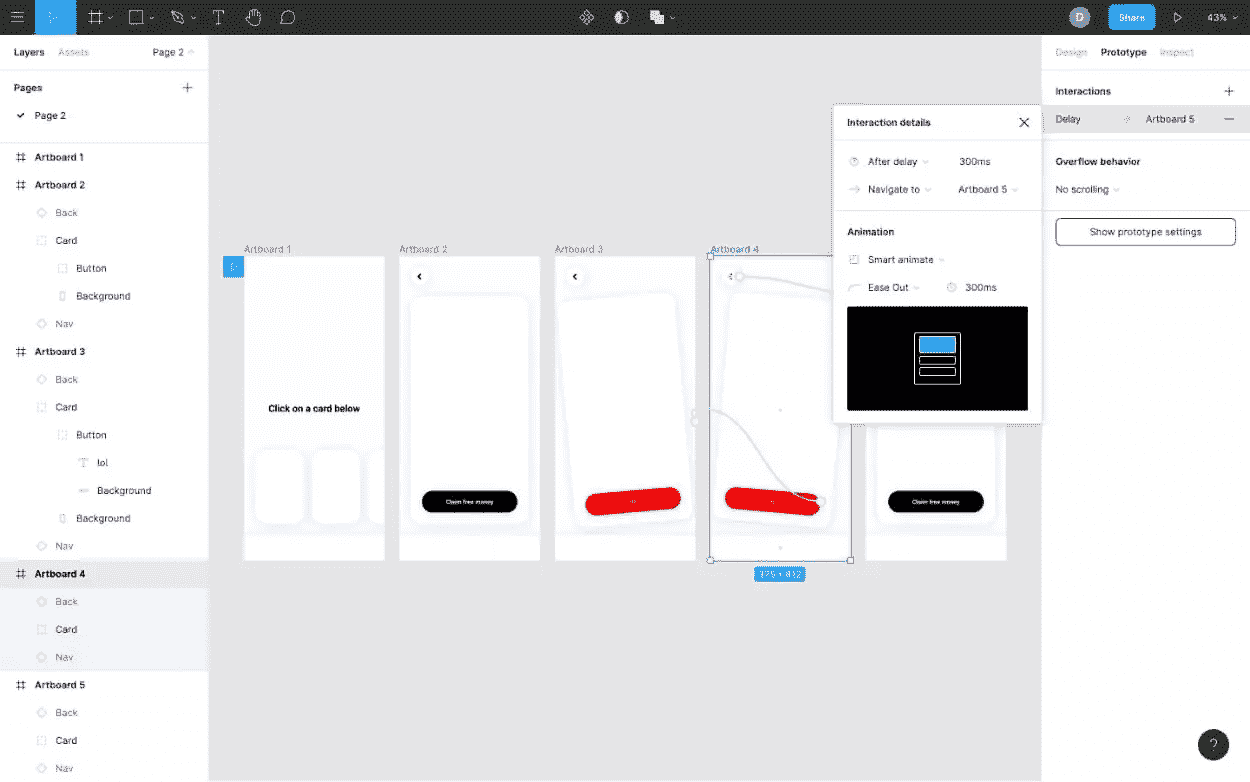 D
Share
43%
Layers
Assets
Page 2
Design
Prototype
Inspect
Pages
Page 2
Artboard 1
Artboard 2
Back
Card
Button
Background
Nav
Artboard 3
Back
Card
Button
lol
Background
Background
Nav
Artboard 4
Back
Card
Nav
Artboard 5
Back
Card
Nav
Artboard 1
Click on a card below
Artboard 2
Claim free money
Artboard 3
Artboard 4
375 × 812
Claim free money
Interaction details
After delay
300ms
Navigate to
Artboard 5
Animation
Smart animate
Ease Out
300ms
Interactions
Delay
Artboard 5
Overflow behavior
No scrolling
Show prototype settings
?